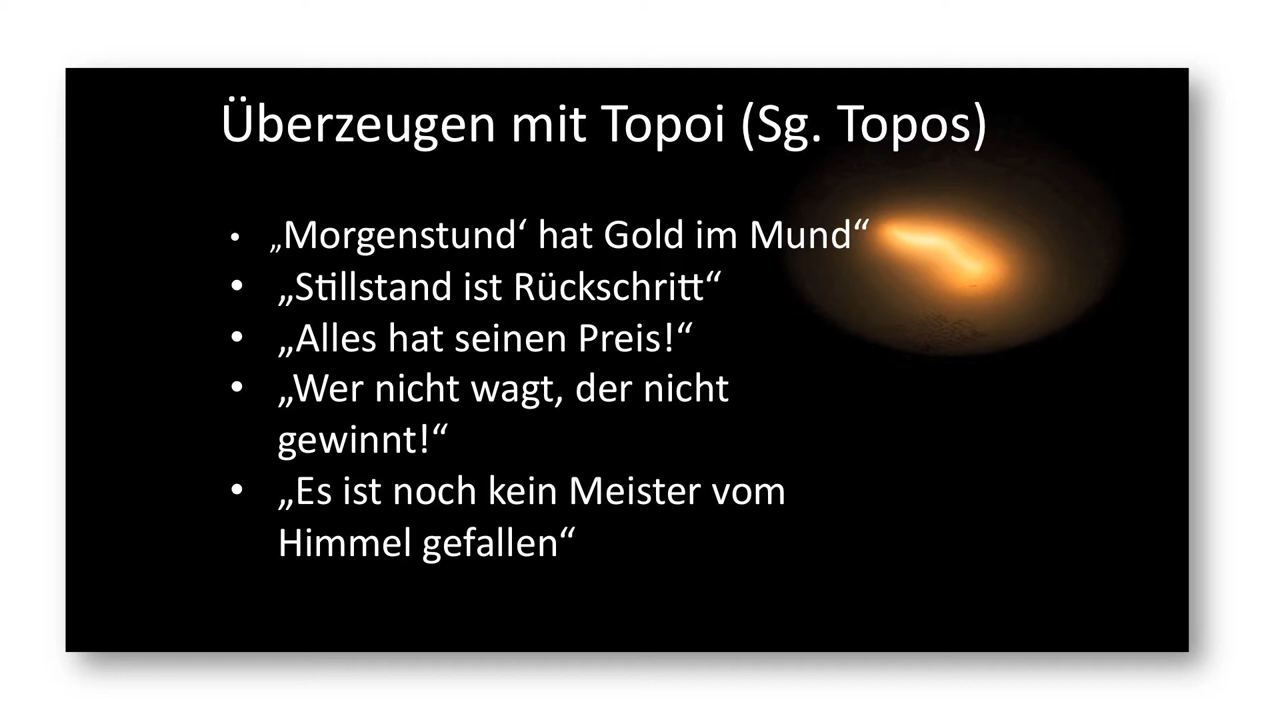 Überzeugen mit Topoi (Sg. Topos)
• „Morgenstund‘ hat Gold im Mund“
• „Stillstand ist Rückschritt“
• „Alles hat seinen Preis!“
• „Wer nicht wagt, der nicht
gewinnt!“
• „Es ist noch kein Meister vom
Himmel gefallen“